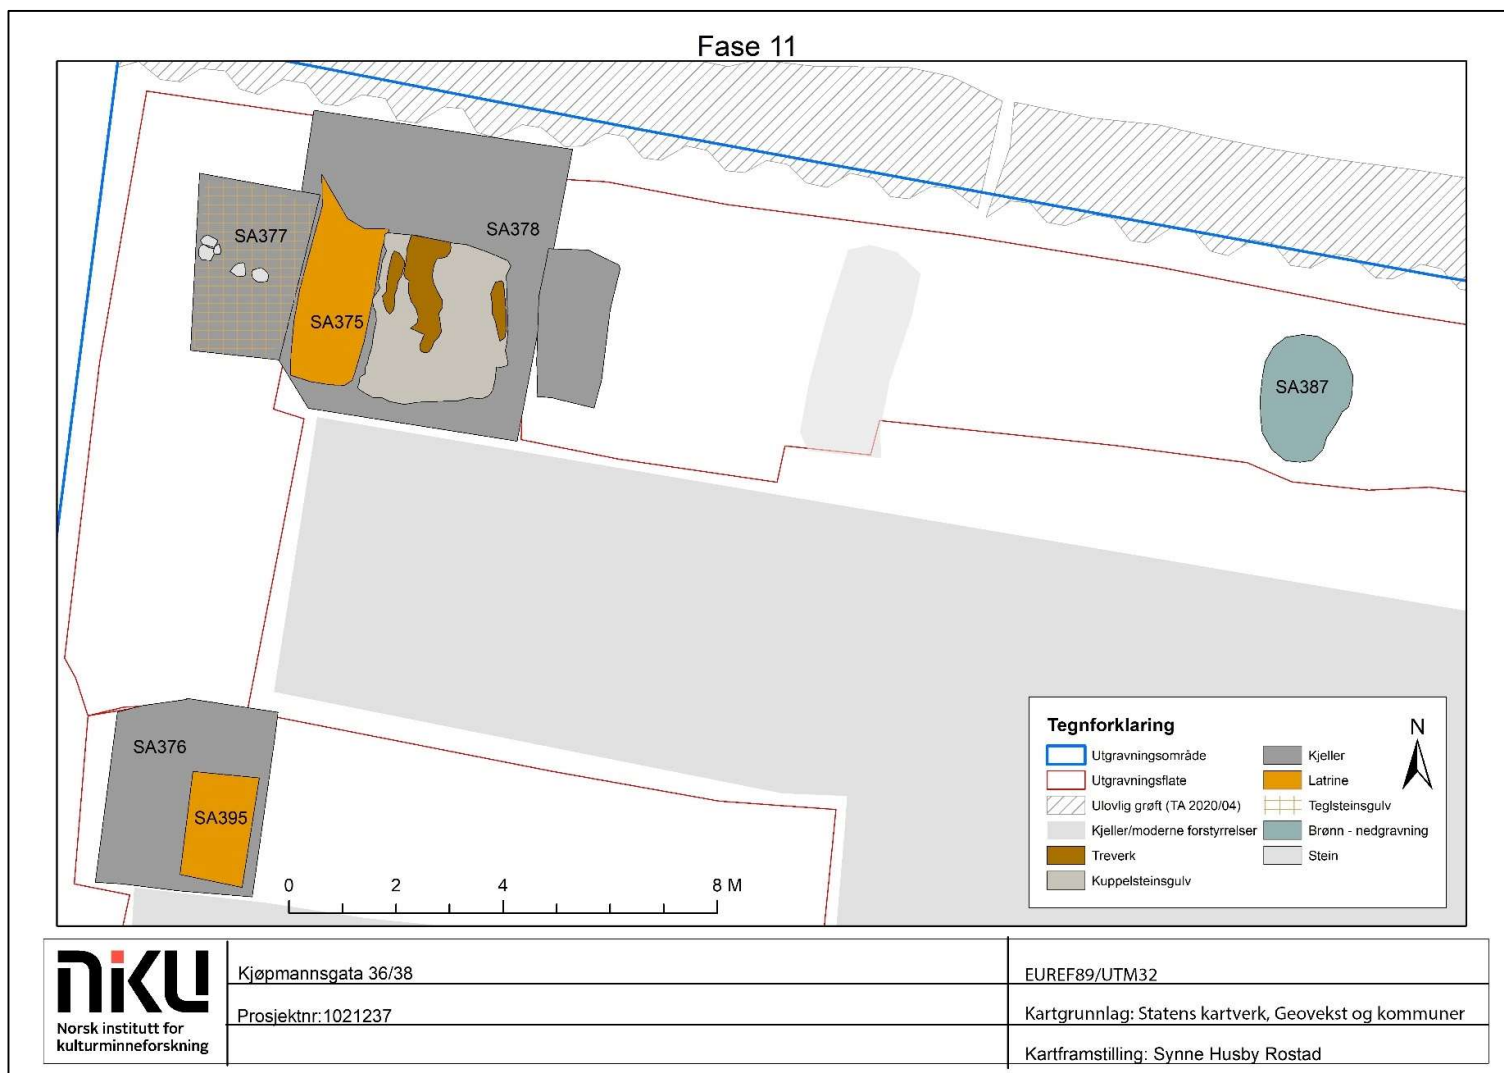 Fase 11
SA377
SA378
SA375
SA387
SA376
SA395
0 2 4 8 M
Tegnforklaring
N
Utgravningsområde
Utgravningsflate
Ulovlig grøft (TA 2020/04)
Kjeller/moderne forstyrrelser
Treverk
Kuppelsteinsgulv
Kjeller
Latrine
Teglsteinsgulv
Brønn - nedgravning
Stein
NIKU
Norsk institutt for
kulturminneforskning
Kjøpmannsgata 36/38
Prosjektnr:1021237
EUREF89/UTM32
Kartgrunnlag: Statens kartverk, Geovekst og kommuner
Kartframstilling: Synne Husby Rostad